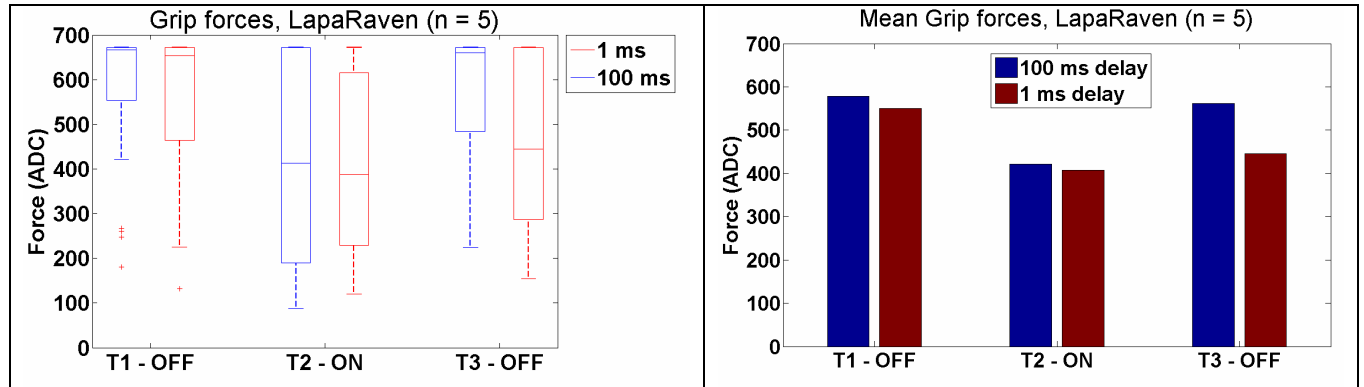 Grip forces, LapaRaven (n = 5)
700
600
500
400
300
200
100
0
Force (ADC)
T1 - OFF
T2 - ON
T3 - OFF
1 ms
100 ms
Mean Grip forces, LapaRaven (n = 5)
700
600
500
400
300
200
100
0
Force (ADC)
100 ms delay
1 ms delay
T1 - OFF
T2 - ON
T3 - OFF